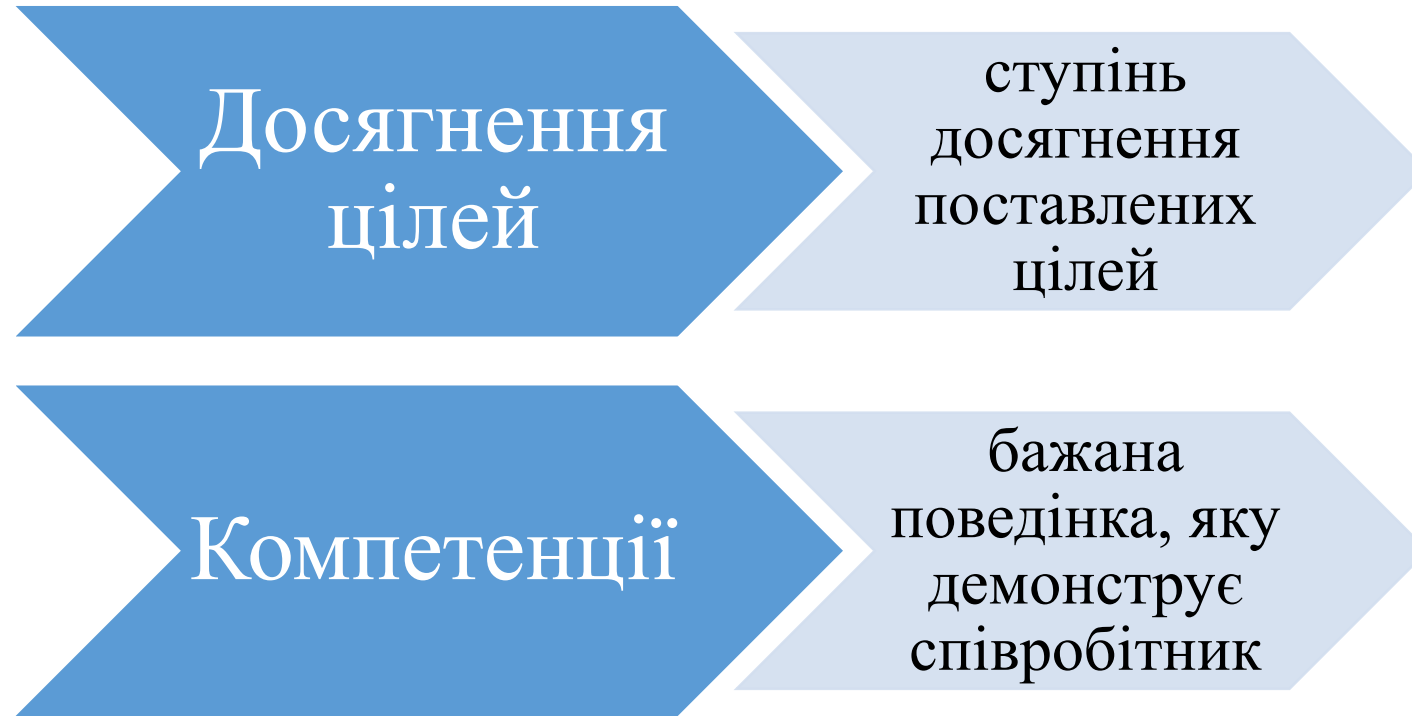 Досягнення
цілей
ступінь
досягнення
поставлених
цілей
Компетенції
бажана
поведінка, яку
демонструє
співробітник